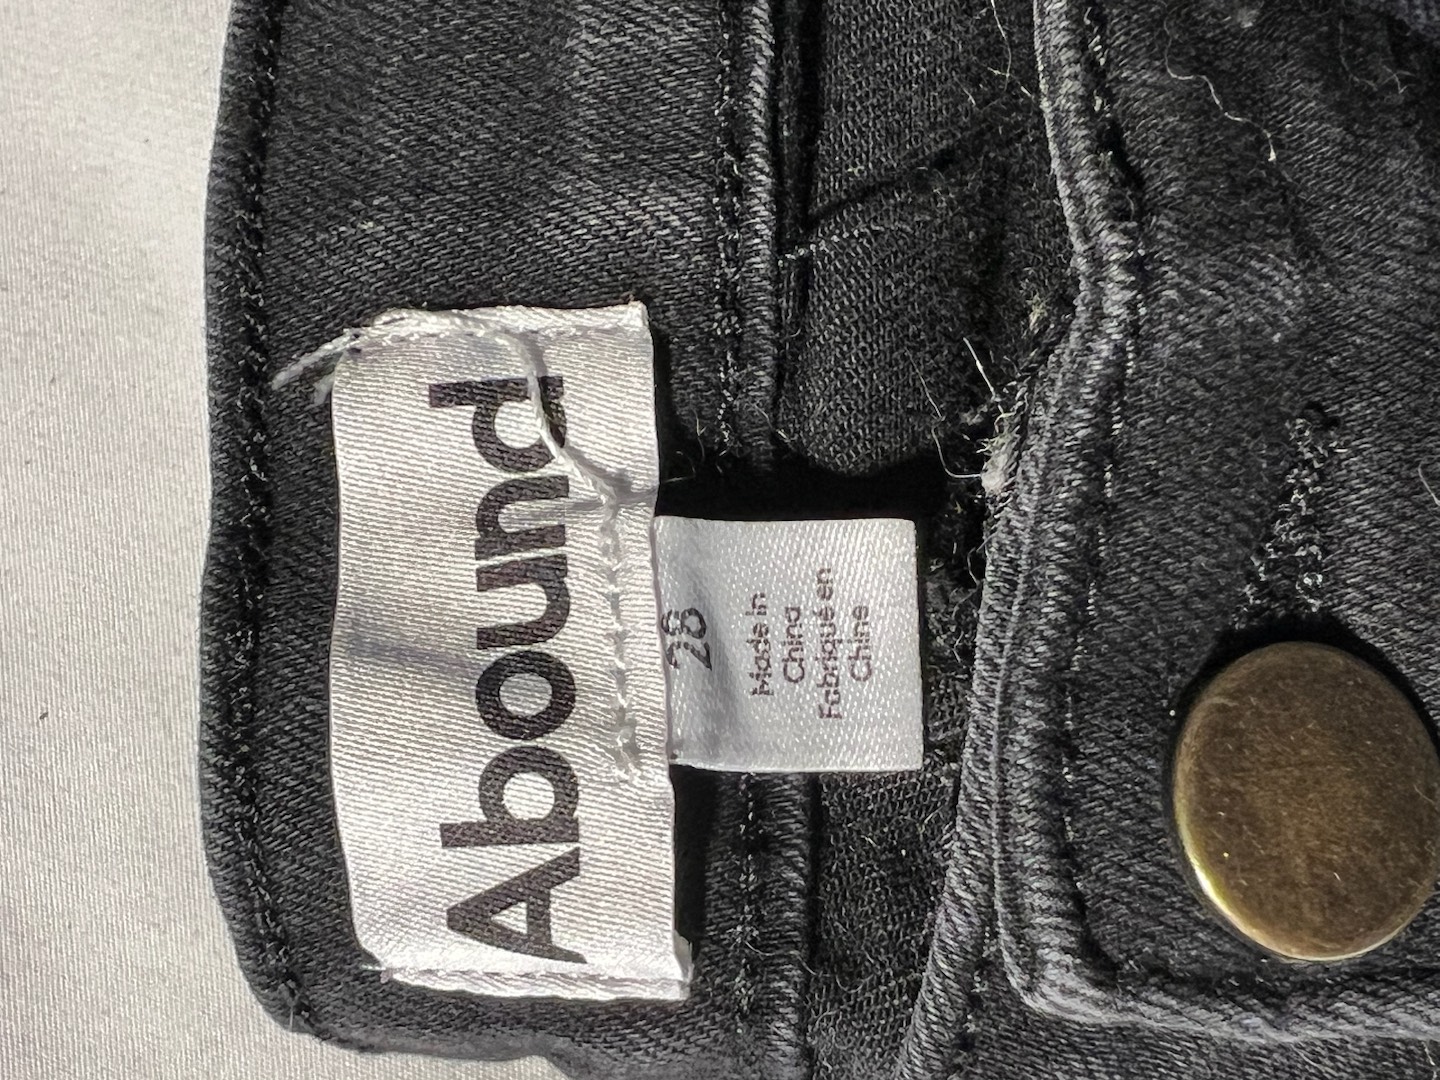 Abound
28
Made in
China
Fabriqué en
Chine